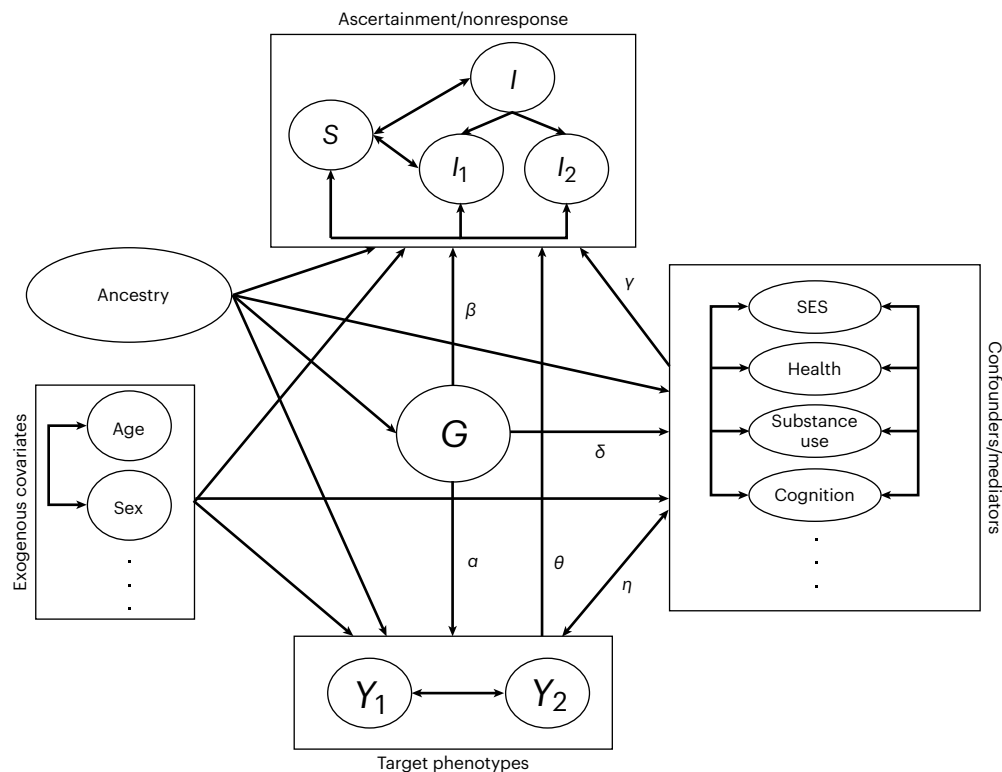 Ascertainment/nonresponse
I
S
I1
I2
Ancestry
β
γ
SES
Health
Substance
use
Cognition
.
.
.
Confounders/mediators
Exogenous covariates
Age
Sex
.
.
.
G
δ
α
θ
η
Y1
Y2
Target phenotypes